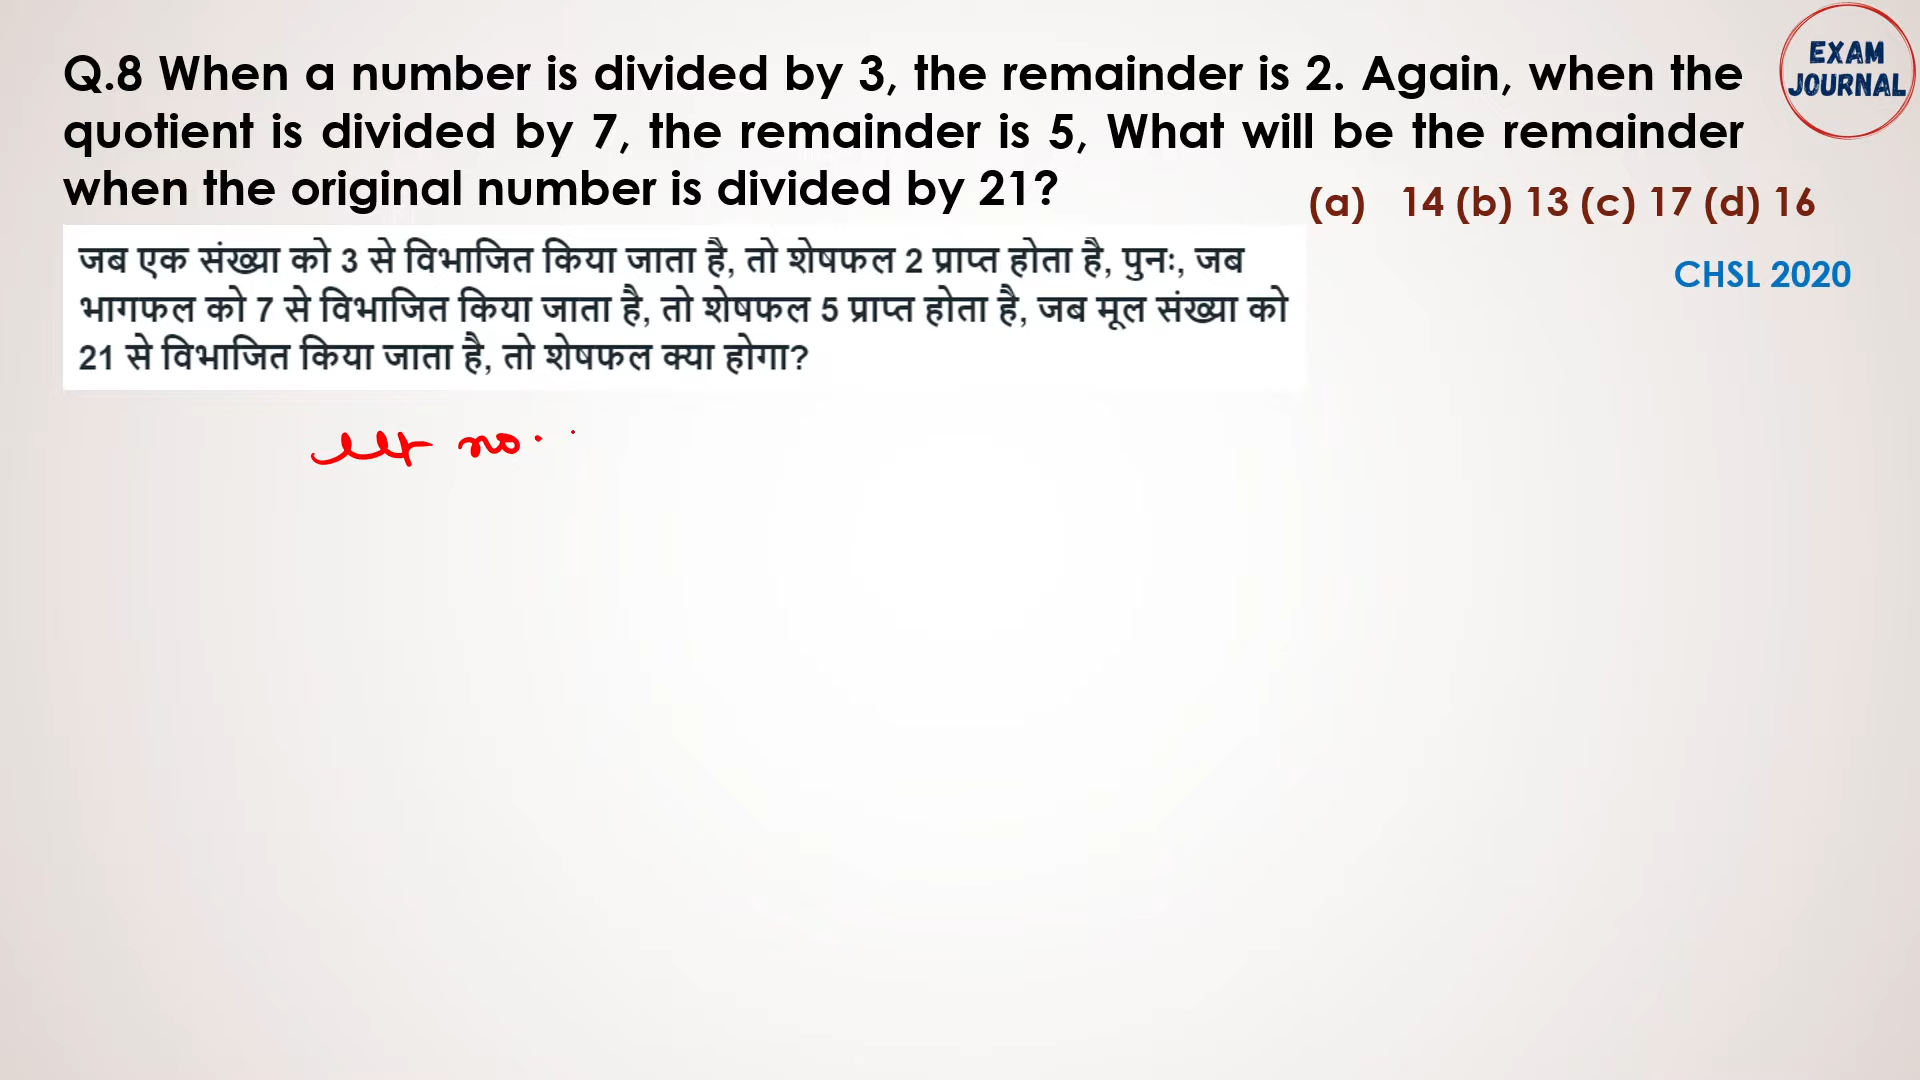 Q.8 When a number is divided by 3, the remainder is 2. Again, when the
quotient is divided by 7, the remainder is 5, What will be the remainder
when the original number is divided by 21?
(a) 14 (b) 13 (c) 17 (d) 16
EXAM
JOURNAL
CHSL 2020
जब एक संख्या को 3 से विभाजित किया जाता है, तो शेषफल 2 प्राप्त होता है, पुनः, जब
भागफल को 7 से विभाजित किया जाता है, तो शेषफल 5 प्राप्त होता है, जब मूल संख्या को
21 से विभाजित किया जाता है, तो शेषफल क्या होगा?
let no.